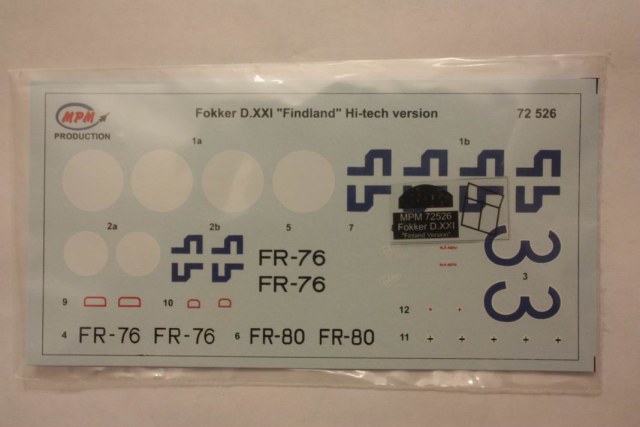 MPM
PRODUCTION
Fokker D.XXI "Findland" Hi-tech version
72 526
1a
1b
2a
2b
5
7
MPM 72526
Fokker D.XXI
"Finland Version"
FR-76
FR-76
3
3
3
9
10
12
4
FR-76
FR-76
6
FR-80
FR-80
11